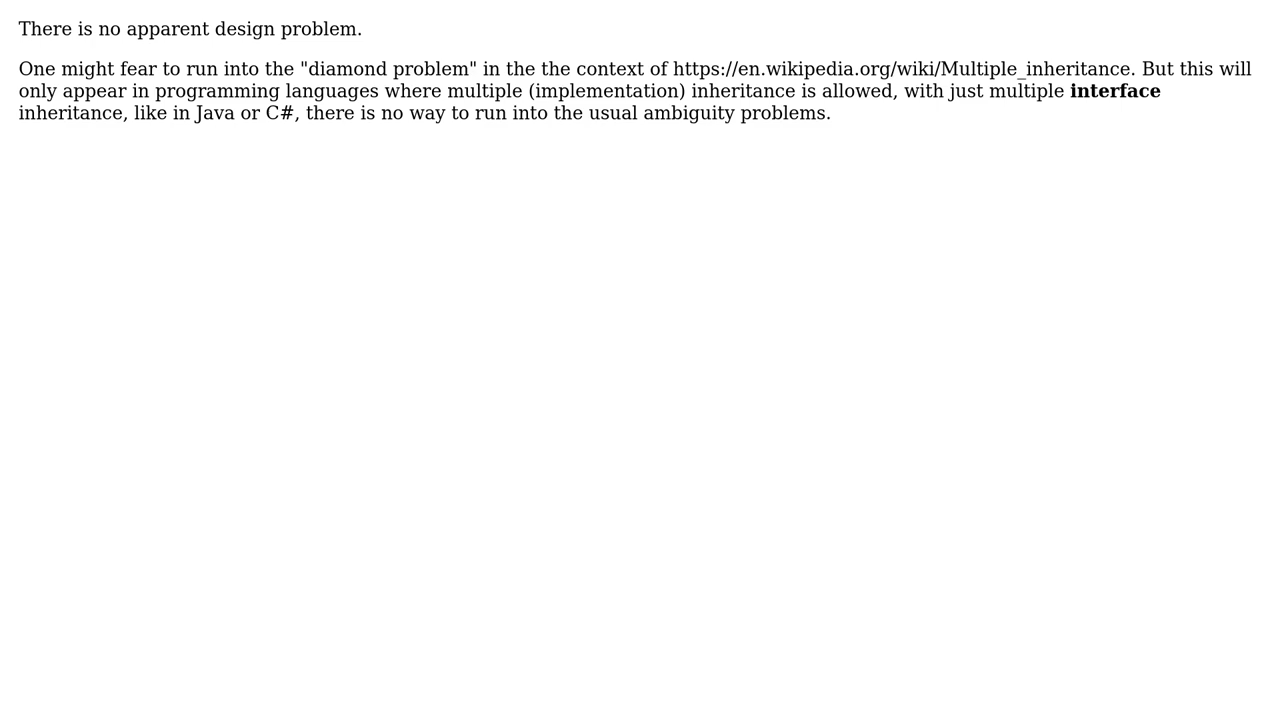 There is no apparent design problem.
One might fear to run into the "diamond problem" in the the context of https://en.wikipedia.org/wiki/Multiple_inheritance. But this will
only appear in programming languages where multiple (implementation) inheritance is allowed, with just multiple interface
inheritance, like in Java or C#, there is no way to run into the usual ambiguity problems.